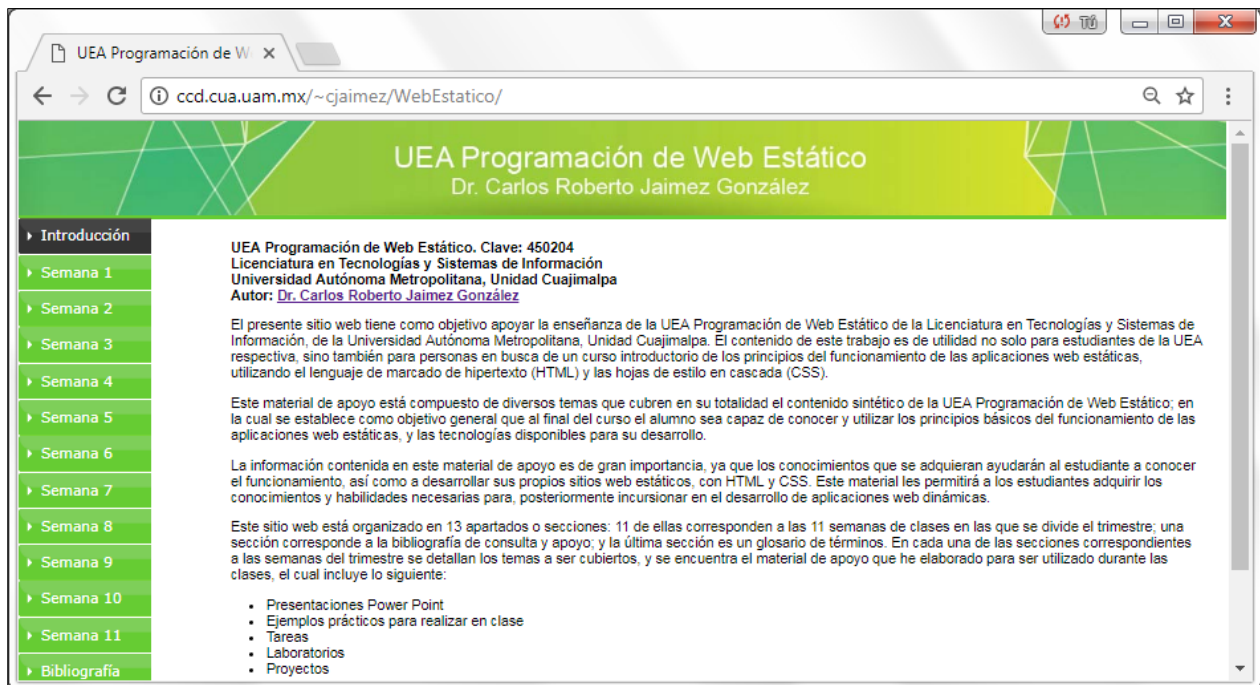 Tú
UEA Programación de W
ccd.cua.uam.mx/~cjaimez/WebEstatico/
UEA Programación de Web Estático
Dr. Carlos Roberto Jaimez González
Introducción
Semana 1
Semana 2
Semana 3
Semana 4
Semana 5
Semana 6
Semana 7
Semana 8
Semana 9
Semana 10
Semana 11
Bibliografía
UEA Programación de Web Estático. Clave: 450204
Licenciatura en Tecnologías y Sistemas de Información
Universidad Autónoma Metropolitana, Unidad Cuajimalpa
Autor: Dr. Carlos Roberto Jaimez González
El presente sitio web tiene como objetivo apoyar la enseñanza de la UEA Programación de Web Estático de la Licenciatura en Tecnologías y Sistemas de
Información, de la Universidad Autónoma Metropolitana, Unidad Cuajimalpa. El contenido de este trabajo es de utilidad no solo para estudiantes de la UEA
respectiva, sino también para personas en busca de un curso introductorio de los principios del funcionamiento de las aplicaciones web estáticas,
utilizando el lenguaje de marcado de hipertexto (HTML) y las hojas de estilo en cascada (CSS).
Este material de apoyo está compuesto de diversos temas que cubren en su totalidad el contenido sintético de la UEA Programación de Web Estático; en
la cual se establece como objetivo general que al final del curso el alumno sea capaz de conocer y utilizar los principios básicos del funcionamiento de las
aplicaciones web estáticas, y las tecnologías disponibles para su desarrollo.
La información contenida en este material de apoyo es de gran importancia, ya que los conocimientos que se adquieran ayudarán al estudiante a conocer
el funcionamiento, así como a desarrollar sus propios sitios web estáticos, con HTML y CSS. Este material les permitirá a los estudiantes adquirir los
conocimientos y habilidades necesarias para, posteriormente incursionar en el desarrollo de aplicaciones web dinámicas.
Este sitio web está organizado en 13 apartados o secciones: 11 de ellas corresponden a las 11 semanas de clases en las que se divide el trimestre; una
sección corresponde a la bibliografía de consulta y apoyo; y la última sección es un glosario de términos. En cada una de las secciones correspondientes
a las semanas del trimestre se detallan los temas a ser cubiertos, y se encuentra el material de apoyo que he elaborado para ser utilizado durante las
clases, el cual incluye lo siguiente:
• Presentaciones Power Point
• Ejemplos prácticos para realizar en clase
• Tareas
• Laboratorios
• Proyectos